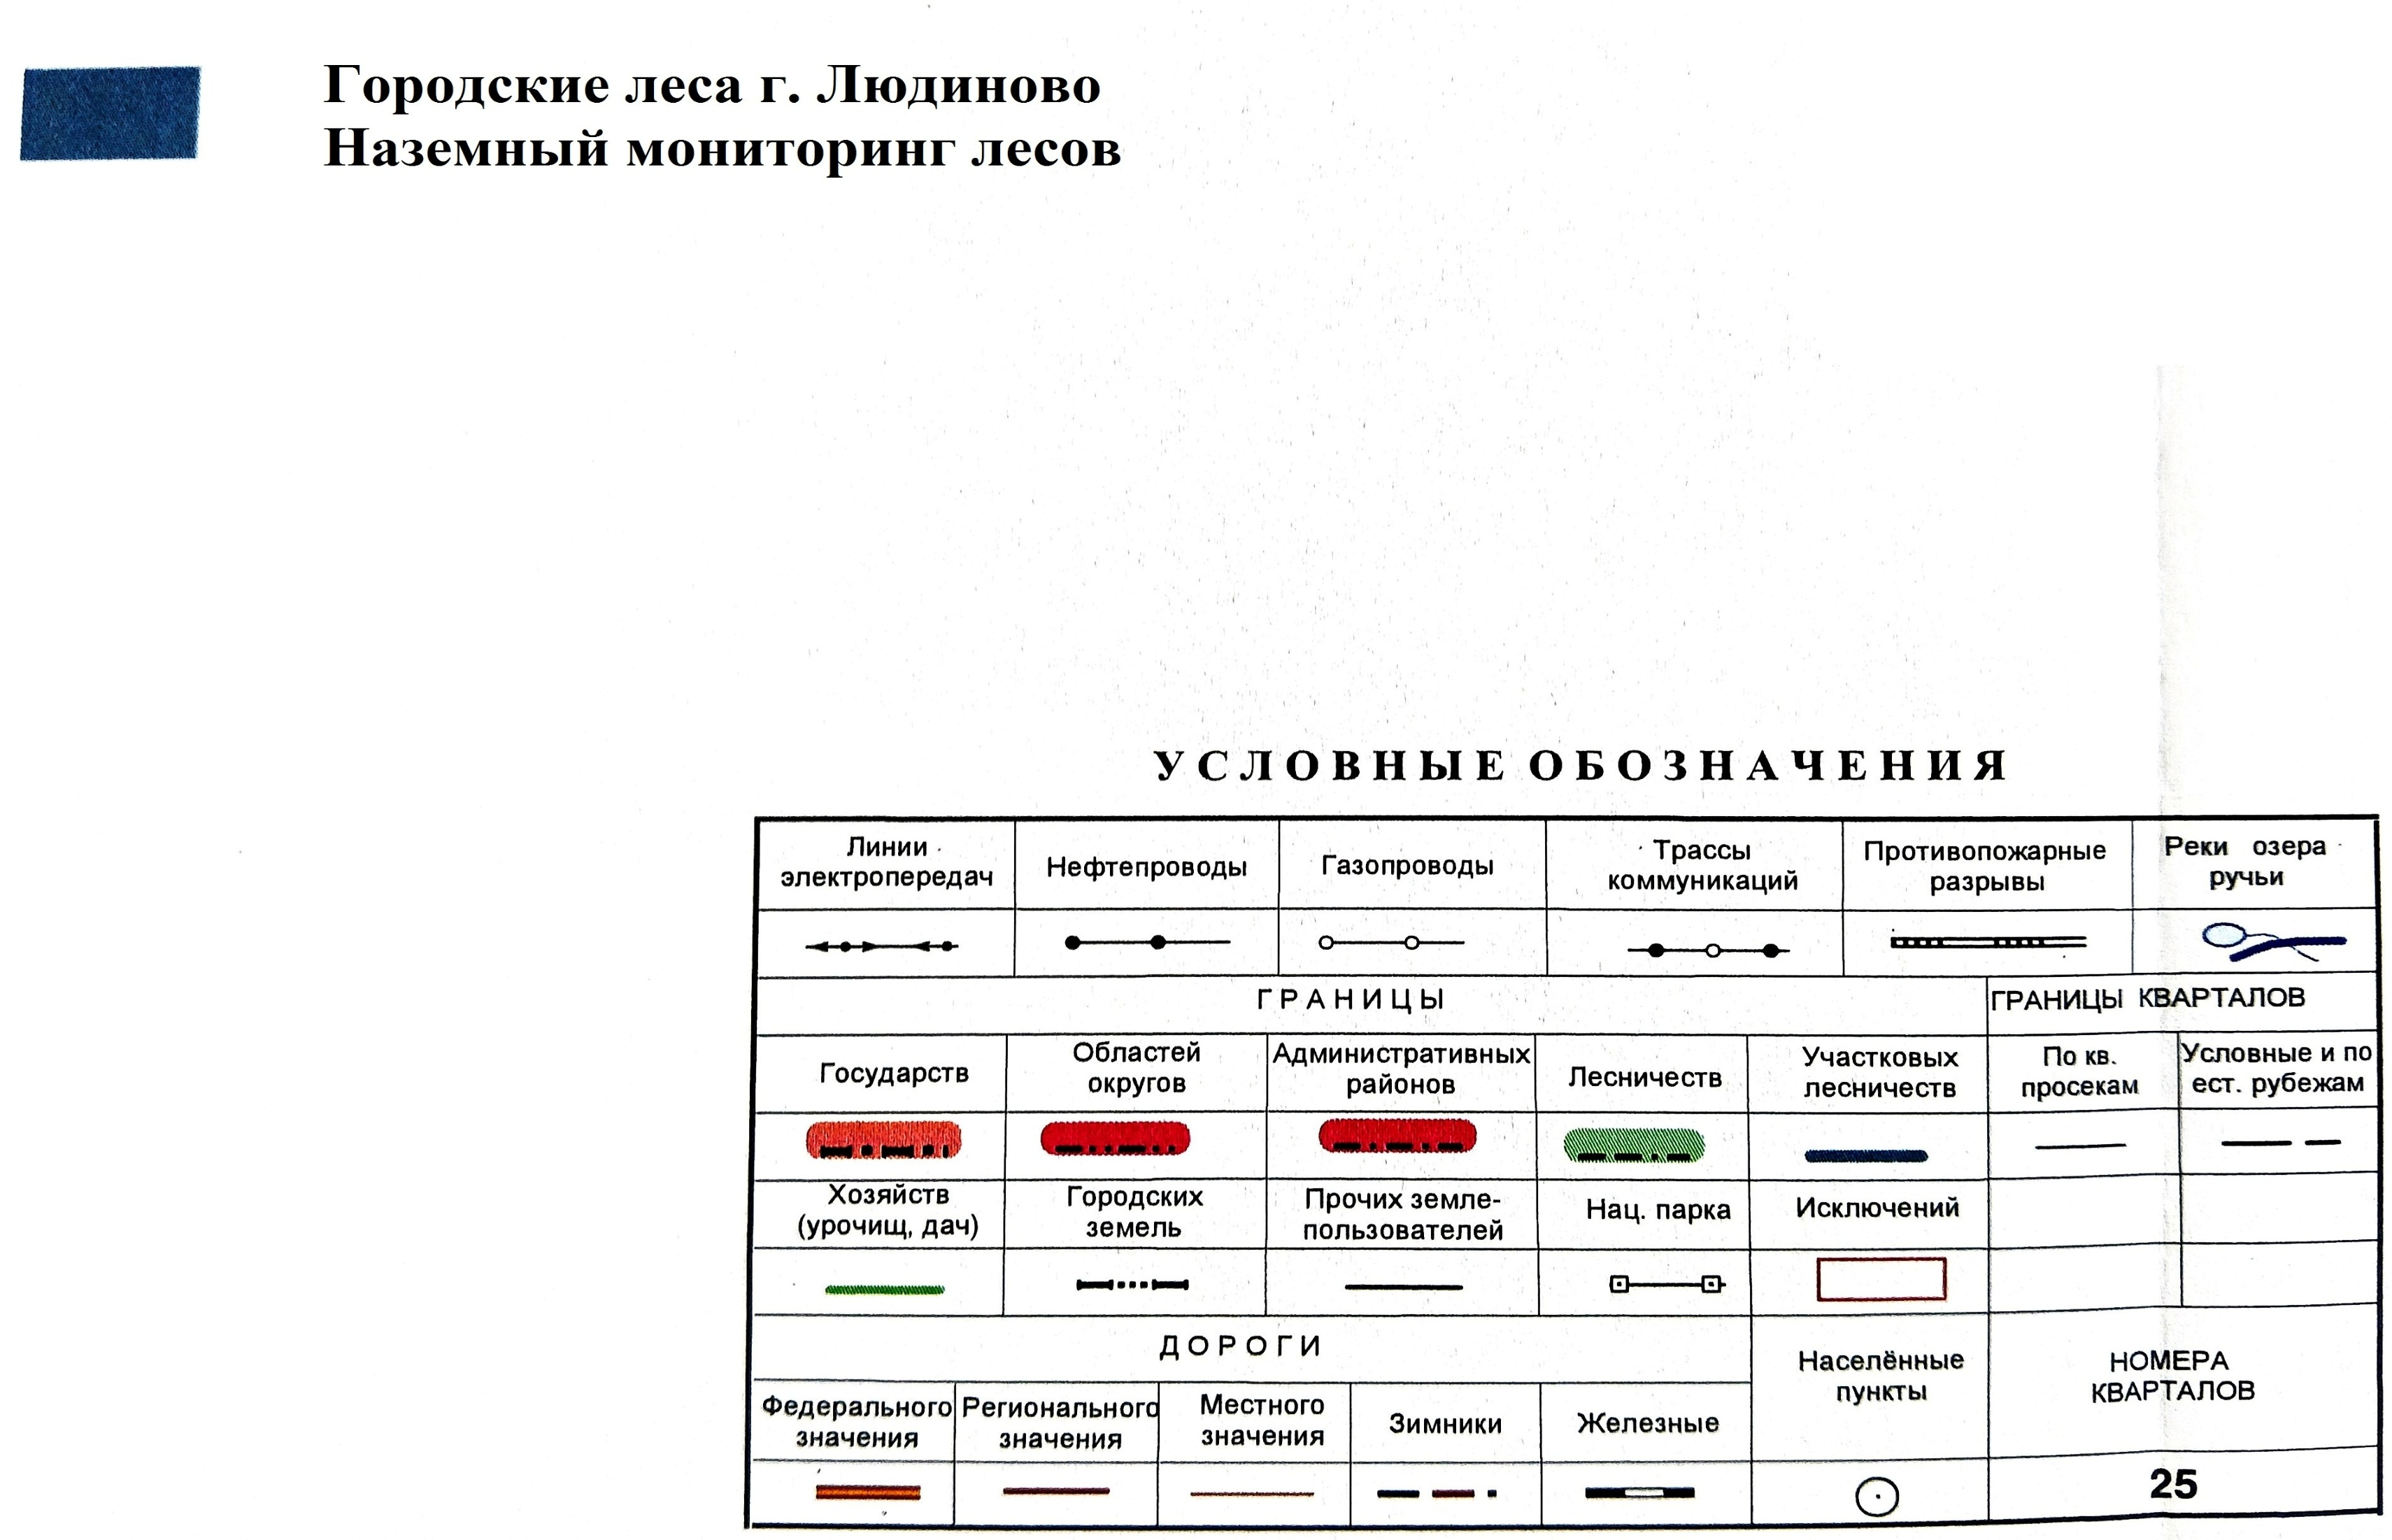 Городские леса г. Людиново
Наземный мониторинг лесов
УСЛОВНЫЕ ОБОЗНАЧЕНИЯ
Линии
электропередач
Нефтепроводы
Газопроводы
Трассы
коммуникаций
Противопожарные
разрывы
Реки озера
ручьи
ГРАНИЦЫ
ГРАНИЦЫ КВАРТАЛОВ
Государств
Областей
округов
Административных
районов
Лесничеств
Участковых
лесничеств
По кв.
просекам
Условные и по
ест. рубежам
Хозяйств
(урочищ, дач)
Городских
земель
Прочих земле-
пользователей
Нац. парка
Исключений
ДОРОГИ
Населённые
пункты
НОМЕРА
КВАРТАЛОВ
Федерального
значения
Регионального
значения
Местного
значения
Зимники
Железные
25